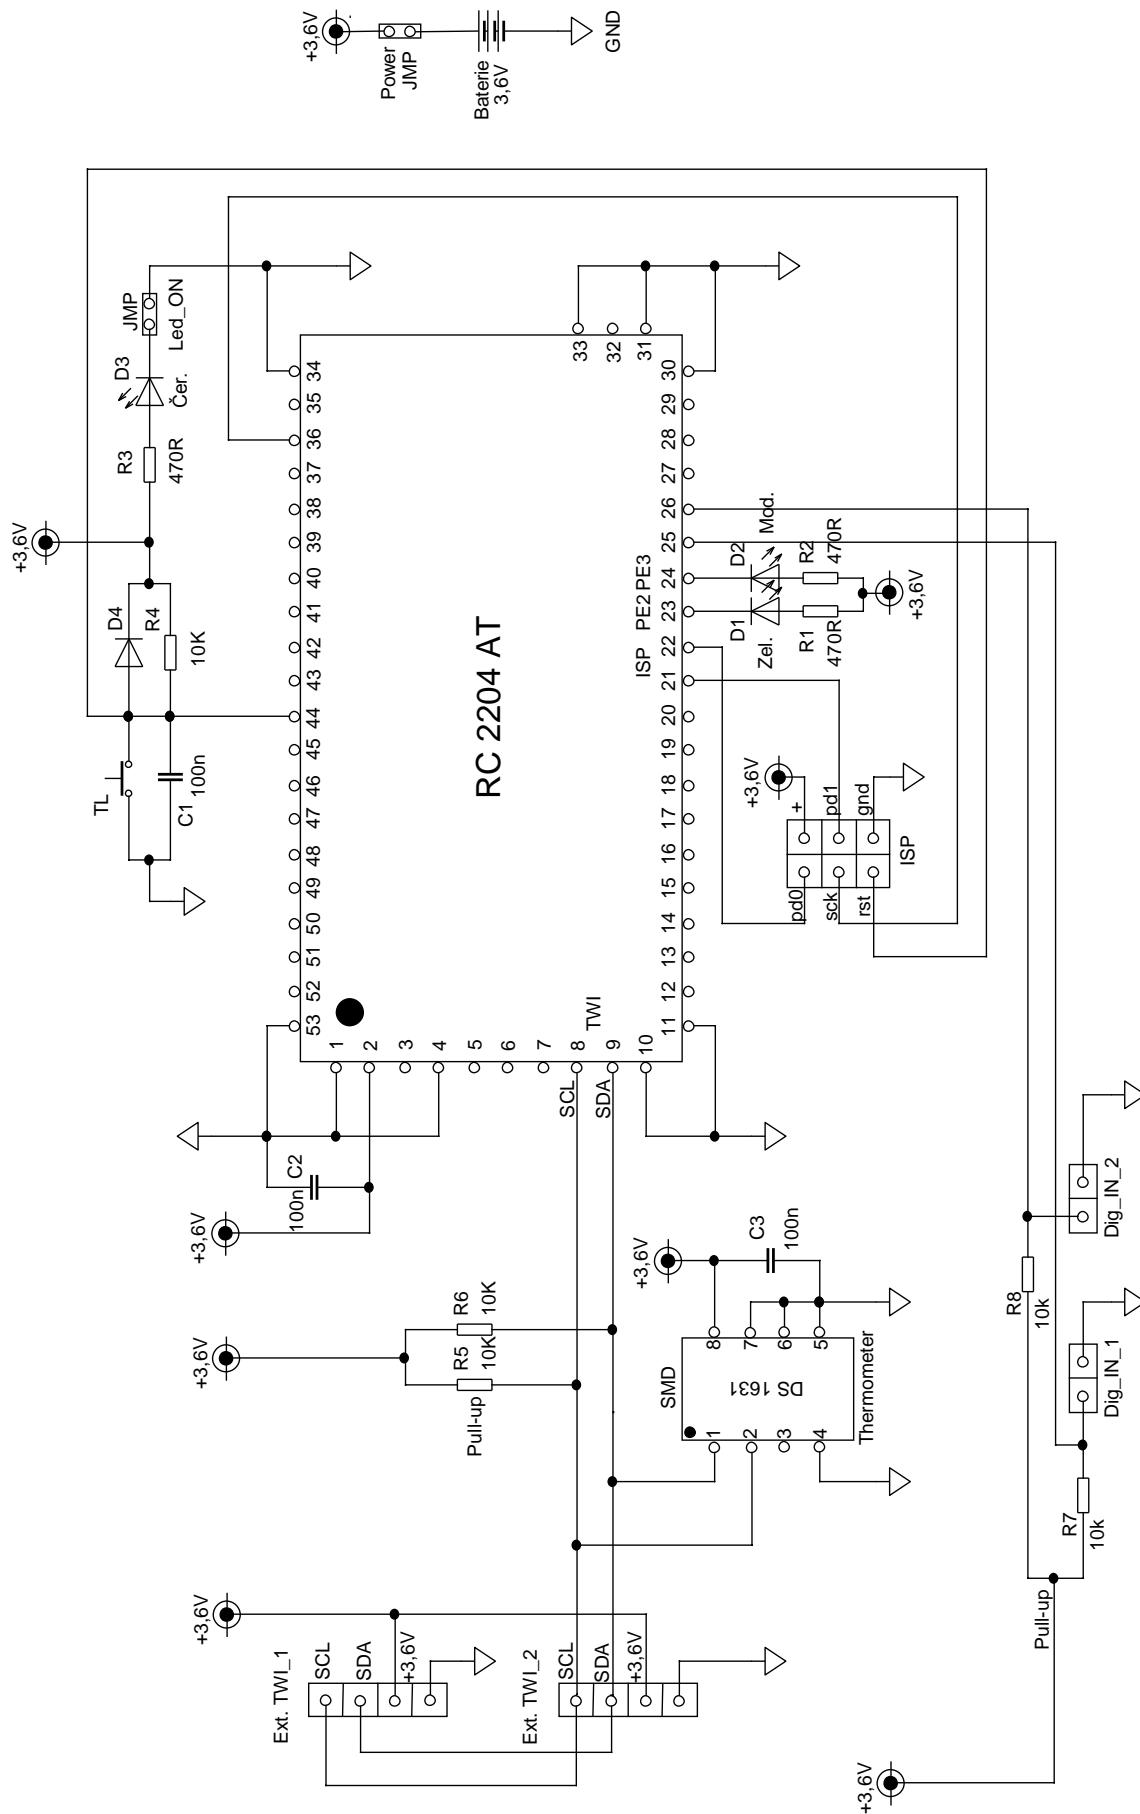 +3,6V
Power
JMP
Baterie
3,6V
GND
+3,6V
TL
C1
100n
D4
R4
10K
R3
470R
D3
Čer.
JMP
Led_ON
53
52
51
50
49
48
47
46
45
44
43
42
41
40
39
38
37
36
35
34
33
32
31
RC 2204 AT
1
2
3
4
5
6
7
8
9
10
TWI
SCL
SDA
ISP
PE2
PE3
11
12
13
14
15
16
17
18
19
20
21
22
23
24
25
26
27
28
29
30
+3,6V
100n
C2
+3,6V
Pull-up
R5
10K
R6
10K
+3,6V
Ext. TWI_1
SCL
SDA
+3,6V
Ext. TWI_2
SCL
SDA
+3,6V
SMD
DS 1631
Thermometer
1
2
3
4
8
7
6
5
+3,6V
C3
100n
+3,6V
+
pd1
gnd
pd0
sck
rst
ISP
D1
Zel.
D2
Mod.
R1
470R
R2
470R
+3,6V
+3,6V
Pull-up
R7
10k
R8
10k
Dig_IN_1
Dig_IN_2